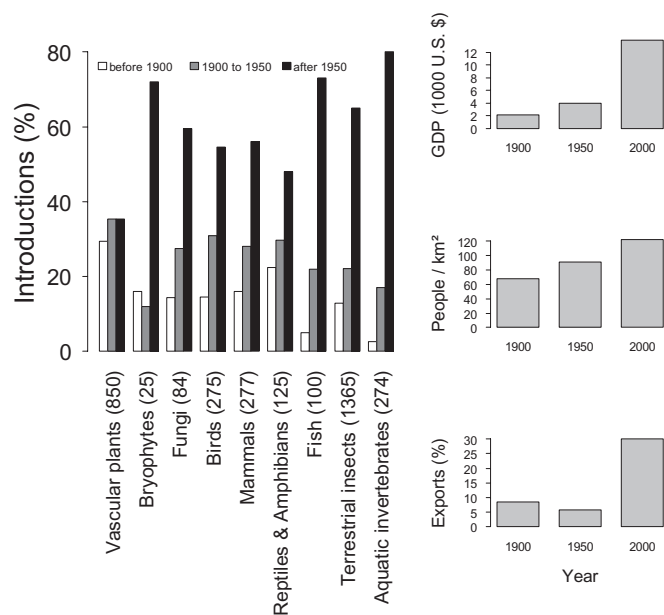 Introductions (%)
80
60
40
20
0
before 1900
1900 to 1950
after 1950
Vascular plants (850)
Bryophytes (25)
Fungi (84)
Birds (275)
Mammals (277)
Reptiles & Amphibians (125)
Fish (100)
Terrestrial insects (1365)
Aquatic invertebrates (274)
GDP (1000 U.S. $)
12
10
8
6
4
2
0
1900
1950
2000
People / km²
120
100
80
60
40
20
0
1900
1950
2000
Exports (%)
30
25
20
15
10
5
0
1900
1950
2000
Year